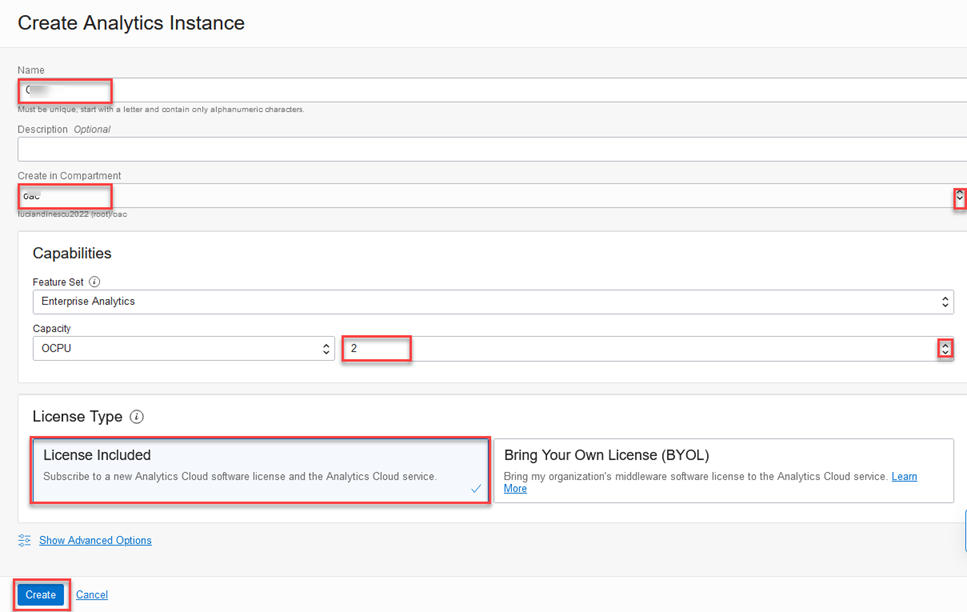 Create Analytics Instance
Name
Must be unique, start with a letter and contain only alphanumeric characters.
Description Optional
Create in Compartment
oac
luciandinescu2022 (root)/oac
Capabilities
Feature Set
Enterprise Analytics
Capacity
OCPU 2
License Type
License Included Bring Your Own License (BYOL)
Subscribe to a new Analytics Cloud software license and the Analytics Cloud service. Bring my organization's middleware software license to the Analytics Cloud service. Learn
More
Show Advanced Options
Create Cancel